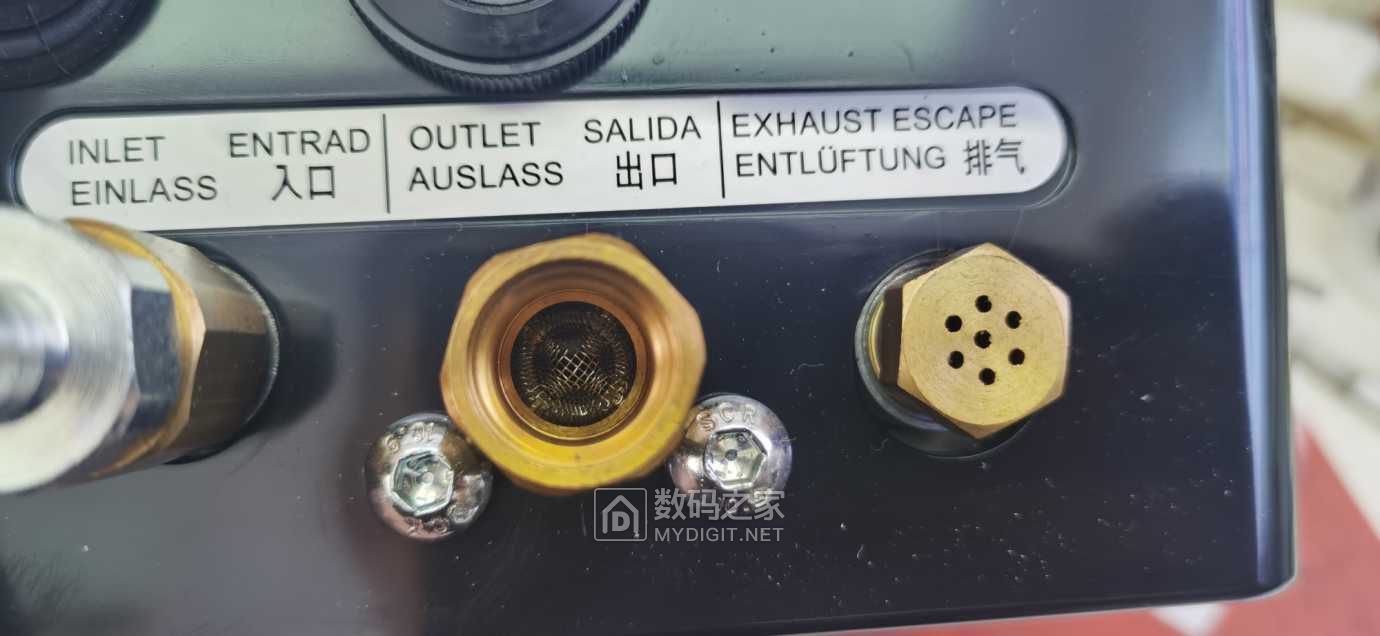 INLET ENTRAD
EINLASS 入口
OUTLET SALIDA
AUSLASS 出口
EXHAUST ESCAPE
ENTLÜFTUNG 排气
SCR
数码之家
MYDIGIT.NET